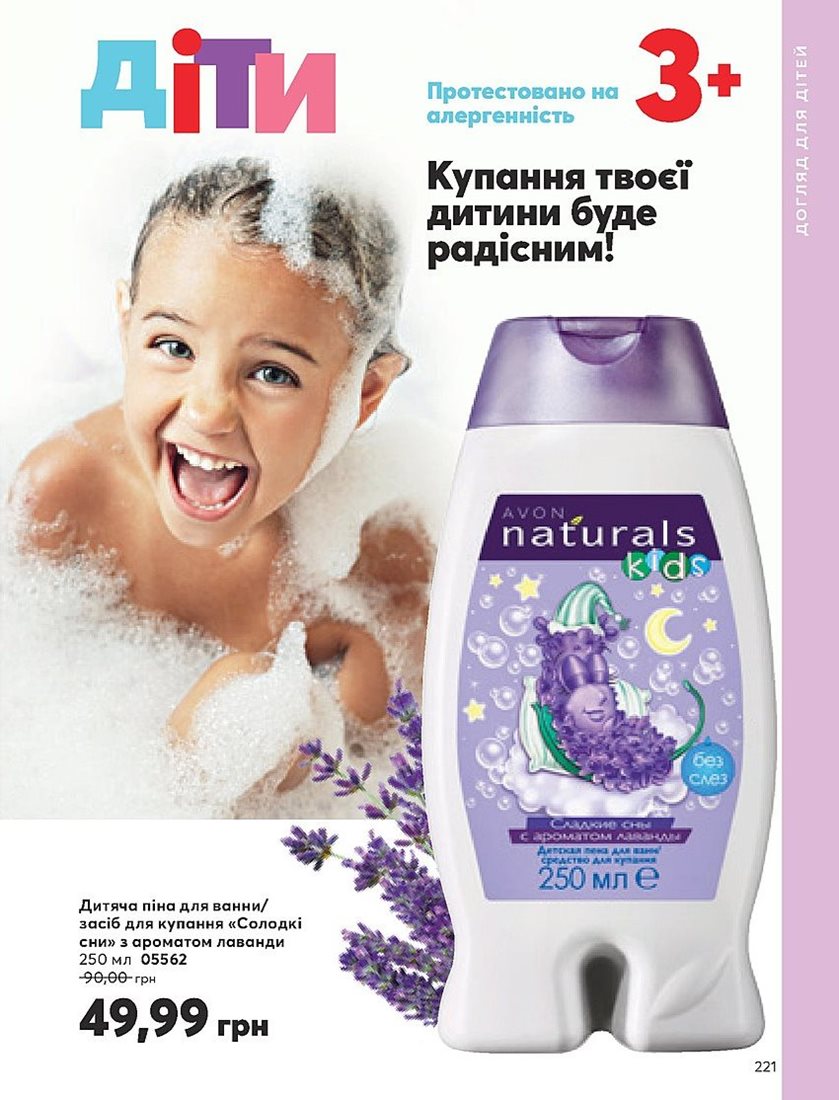 Діти
Протестовано на
алергенність
3+
Купання твоєї
дитини буде
радісним!
ДОГЛЯД ДЛЯ ДІТЕЙ
AVON
naturals
kids
без
слез
Сладкие сны
с ароматом лаванды
Детская пена для ванн/
средство для купания
250 мл e
Дитяча піна для ванни/
засіб для купання «Солодкі
сни» з ароматом лаванди
250 мл 05562
90,00 грн
49,99 грн
221